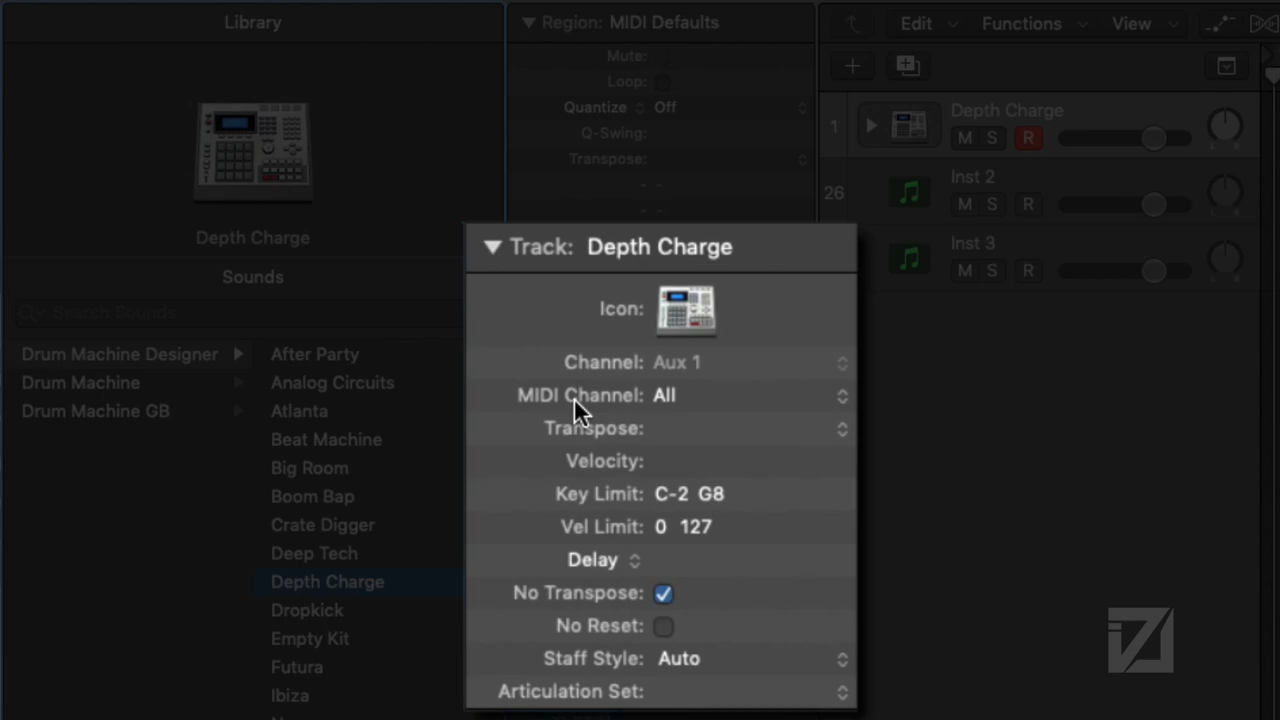 Library
Depth Charge
Sounds
Search Sounds
Drum Machine Designer
Drum Machine
Drum Machine GB
After Party
Analog Circuits
Atlanta
Beat Machine
Big Room
Boom Bap
Crate Digger
Deep Tech
Depth Charge
Dropkick
Empty Kit
Futura
Ibiza
Region: MIDI Defaults
Mute:
Loop:
Quantize Off
Q-Swing:
Transpose:
Track: Depth Charge
Icon:
Channel: Aux 1
MIDI Channel: All
Transpose:
Velocity:
Key Limit: C-2 G8
Vel Limit: 0 127
Delay
No Transpose:
No Reset:
Staff Style: Auto
Articulation Set:
Edit Functions View
1 Depth Charge
M S R
L R
26 Inst 2
M S R
L R
Inst 3
M S R
L R